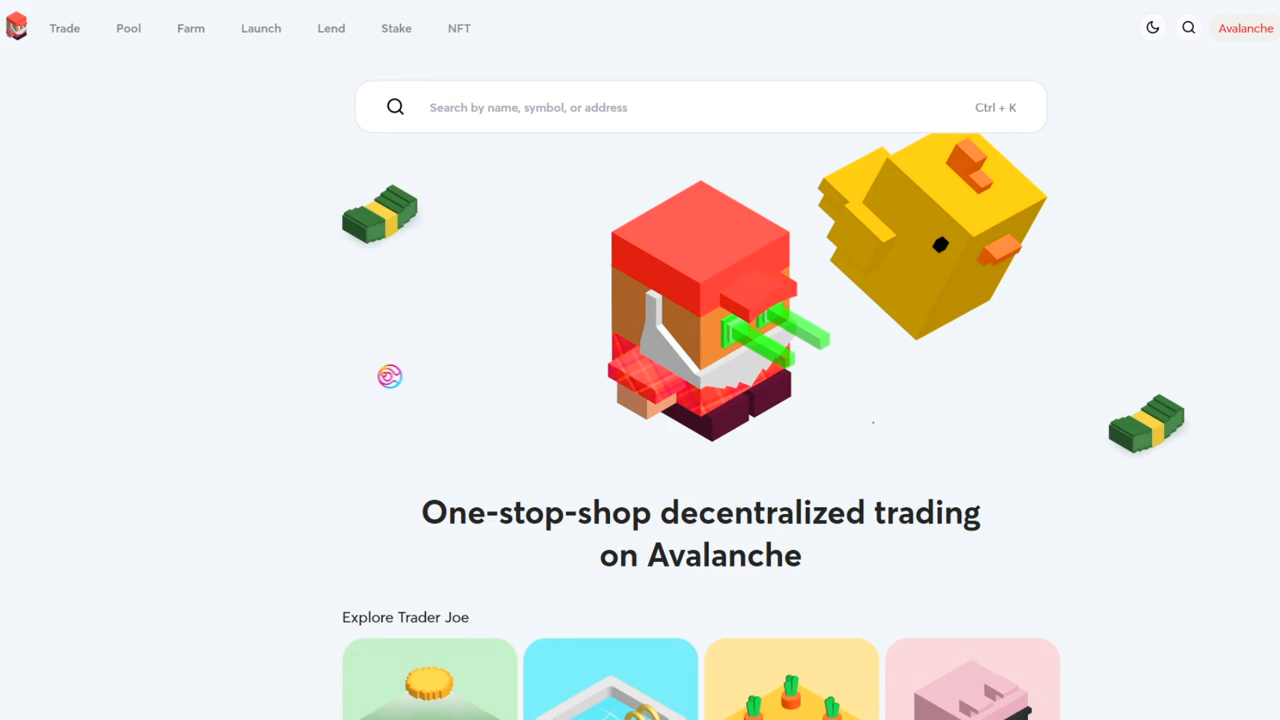 Trade Pool Farm Launch Lend Stake NFT Avalanche
Search by name, symbol, or address Ctrl + K
One-stop-shop decentralized trading
on Avalanche
Explore Trader Joe